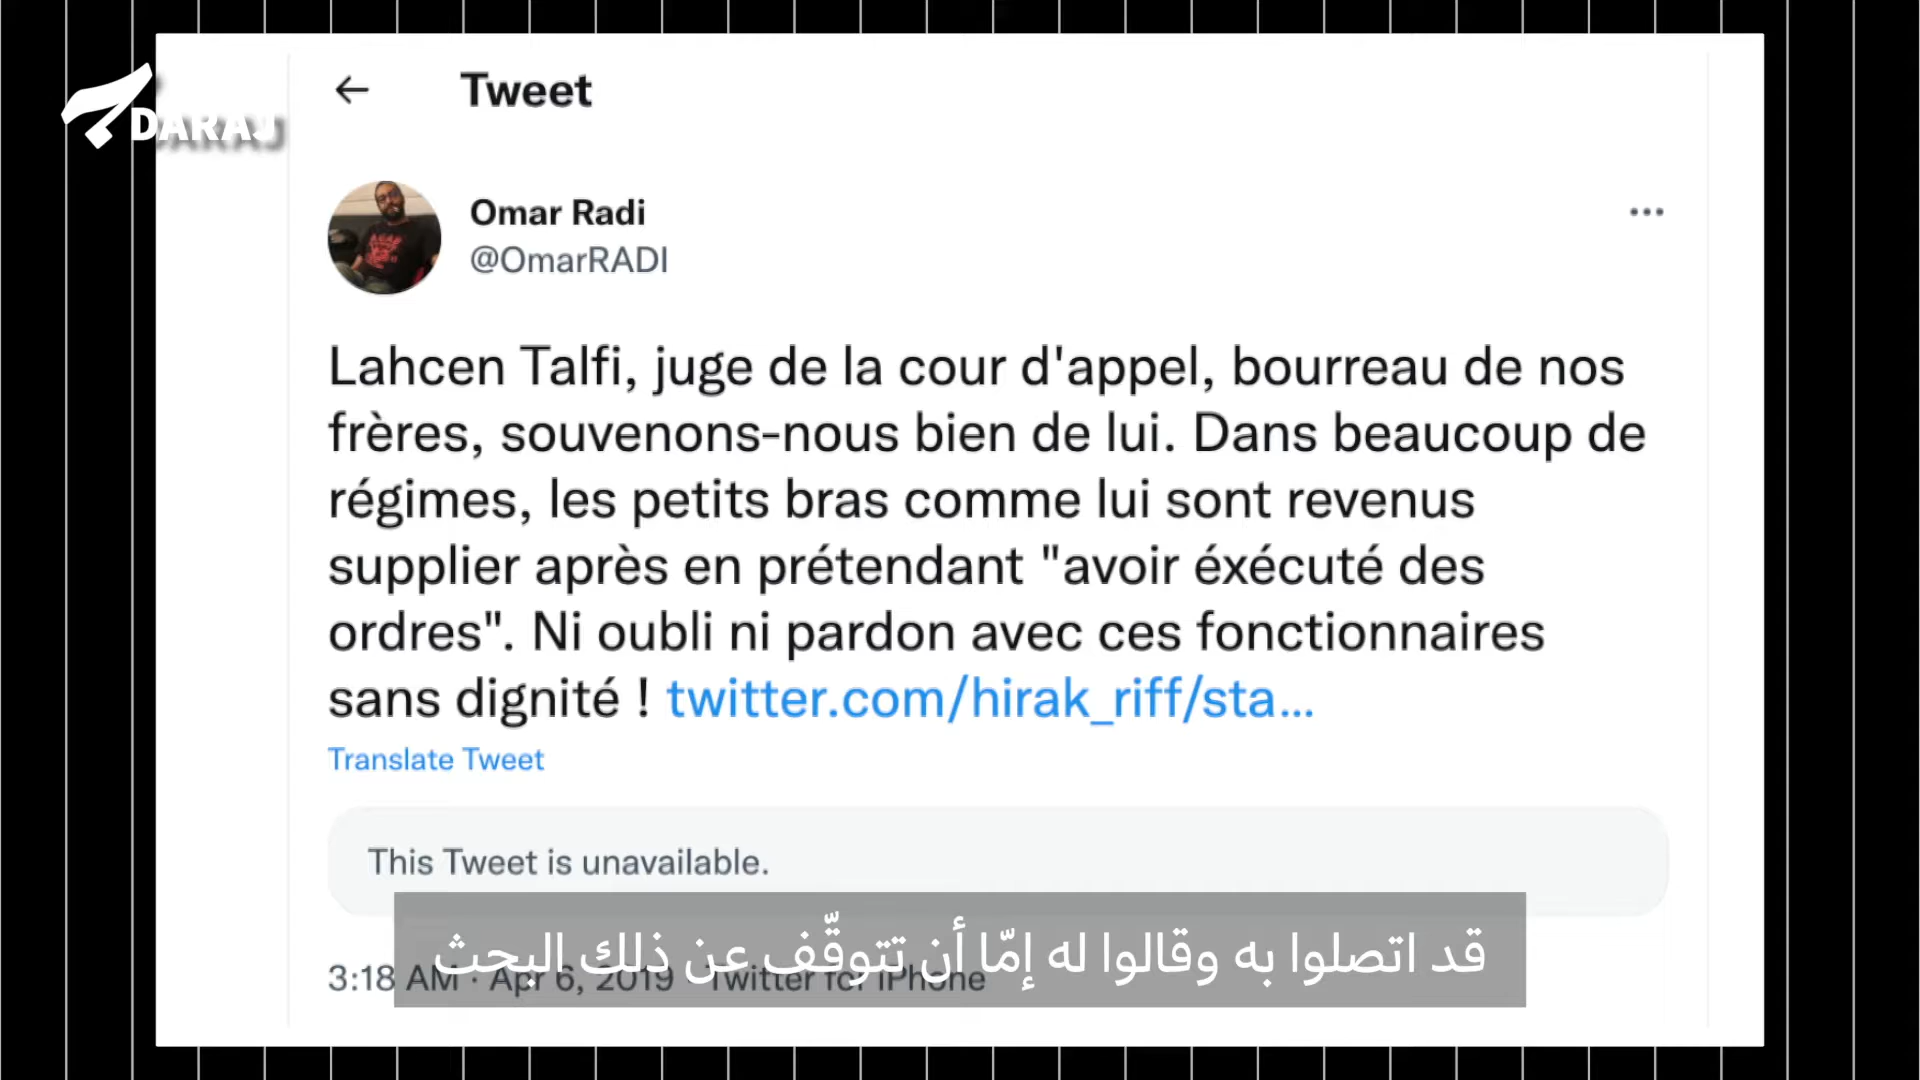 DARAJ
Tweet
Omar Radi
@OmarRADI
Lahcen Talfi, juge de la cour d'appel, bourreau de nos
frères, souvenons-nous bien de lui. Dans beaucoup de
régimes, les petits bras comme lui sont revenus
supplier après en prétendant "avoir éxécuté des
ordres". Ni oubli ni pardon avec ces fonctionnaires
sans dignité ! twitter.com/hirak_riff/sta...
Translate Tweet
This Tweet is unavailable.
قد اتصلوا به وقالوا له إمّا أن تتوقّف عن ذلك البحث
3:18 AM · Apr 6, 2019 · Twitter for iPhone